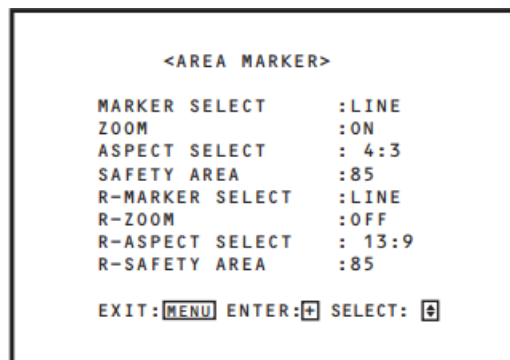 <AREA MARKER>
MARKER SELECT :LINE
ZOOM :ON
ASPECT SELECT : 4:3
SAFETY AREA :85
R-MARKER SELECT :LINE
R-ZOOM :OFF
R-ASPECT SELECT : 13:9
R-SAFETY AREA :85
EXIT:MENU ENTER:+ SELECT: